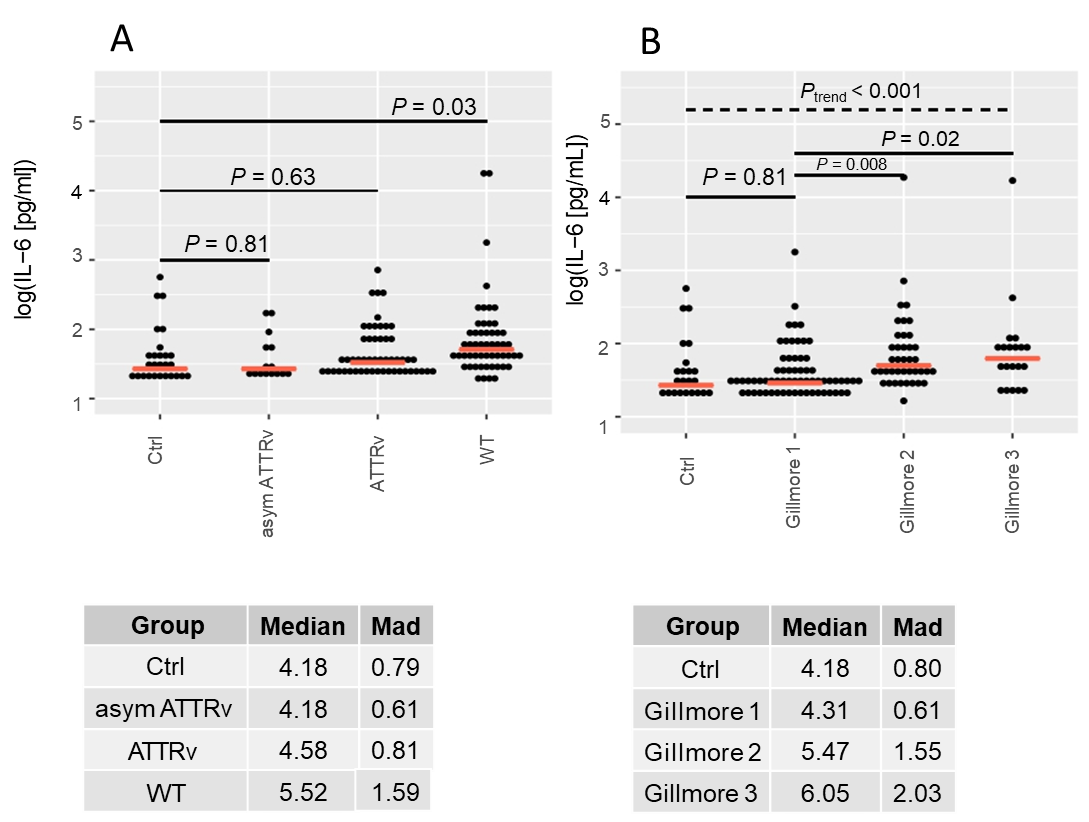 A
log(IL−6 [pg/ml])
5
4
3
2
1
P = 0.03
P = 0.63
P = 0.81
Ctrl
asym ATTRv
ATTRv
WT
B
log(IL−6 [pg/mL])
5
4
3
2
1
Ptrend < 0.001
P = 0.02
P = 0.008
P = 0.81
Ctrl
Gillmore 1
Gillmore 2
Gillmore 3
Group Median Mad
Ctrl 4.18 0.79
asym ATTRv 4.18 0.61
ATTRv 4.58 0.81
WT 5.52 1.59
Group Median Mad
Ctrl 4.18 0.80
Gillmore 1 4.31 0.61
Gillmore 2 5.47 1.55
Gillmore 3 6.05 2.03